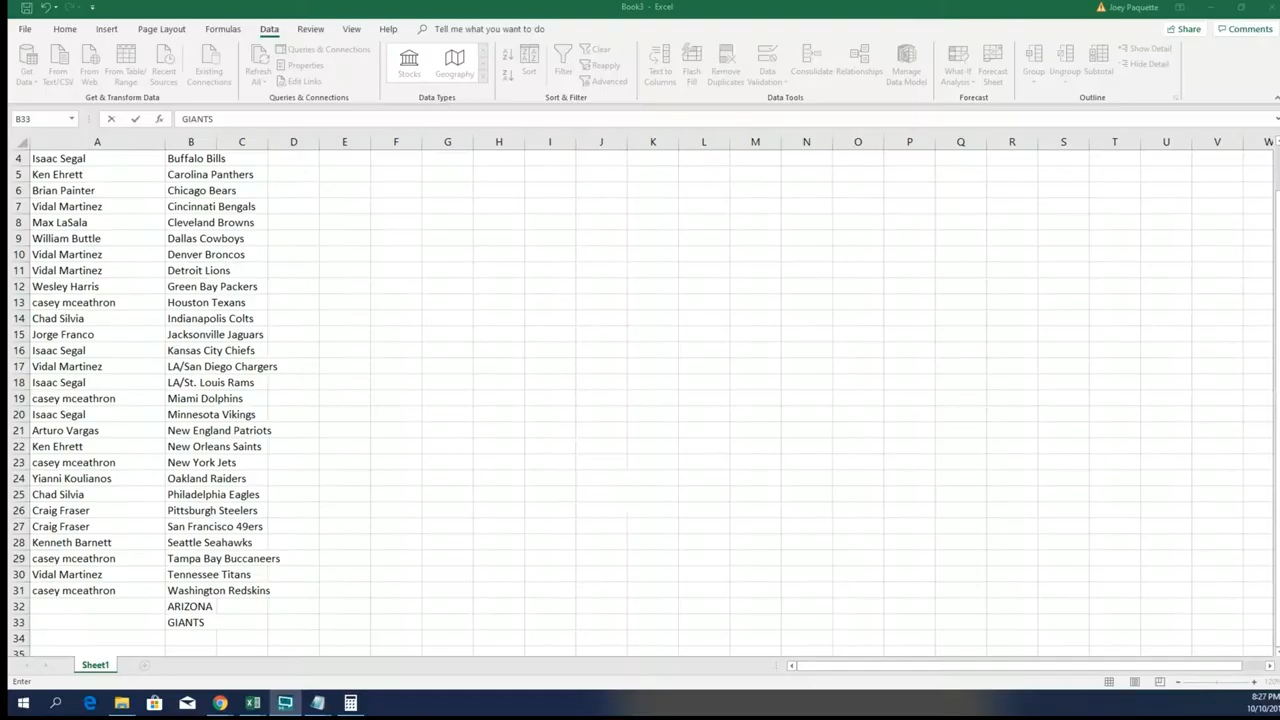 Book3 - Excel
Joey Paquette
File Home Insert Page Layout Formulas Data Review View Help Tell me what you want to do Share Comments
Get Data
From Text/CSV
From Web
From Table/ Range
Recent Sources
Existing Connections
Get & Transform Data
Refresh All
Queries & Connections
Properties
Edit Links
Queries & Connections
Stocks
Geography
Data Types
Sort
Filter
Clear
Reapply
Advanced
Sort & Filter
Text to Columns
Flash Fill
Remove Duplicates
Data Validation
Consolidate
Relationships
Manage Data Model
Data Tools
What-If Analysis
Forecast Sheet
Forecast
Group
Ungroup
Subtotal
Show Detail
Hide Detail
Outline
B33 fx GIANTS
A B C D E F G H I J K L M N O P Q R S T U V W
4 Isaac Segal Buffalo Bills
5 Ken Ehrett Carolina Panthers
6 Brian Painter Chicago Bears
7 Vidal Martinez Cincinnati Bengals
8 Max LaSala Cleveland Browns
9 William Buttle Dallas Cowboys
10 Vidal Martinez Denver Broncos
11 Vidal Martinez Detroit Lions
12 Wesley Harris Green Bay Packers
13 casey mceathron Houston Texans
14 Chad Silvia Indianapolis Colts
15 Jorge Franco Jacksonville Jaguars
16 Isaac Segal Kansas City Chiefs
17 Vidal Martinez LA/San Diego Chargers
18 Isaac Segal LA/St. Louis Rams
19 casey mceathron Miami Dolphins
20 Isaac Segal Minnesota Vikings
21 Arturo Vargas New England Patriots
22 Ken Ehrett New Orleans Saints
23 casey mceathron New York Jets
24 Yianni Koulianos Oakland Raiders
25 Chad Silvia Philadelphia Eagles
26 Craig Fraser Pittsburgh Steelers
27 Craig Fraser San Francisco 49ers
28 Kenneth Barnett Seattle Seahawks
29 casey mceathron Tampa Bay Buccaneers
30 Vidal Martinez Tennessee Titans
31 casey mceathron Washington Redskins
32 ARIZONA
33 GIANTS
34
35
Sheet1
Enter
120%
8:27 PM
10/10/20